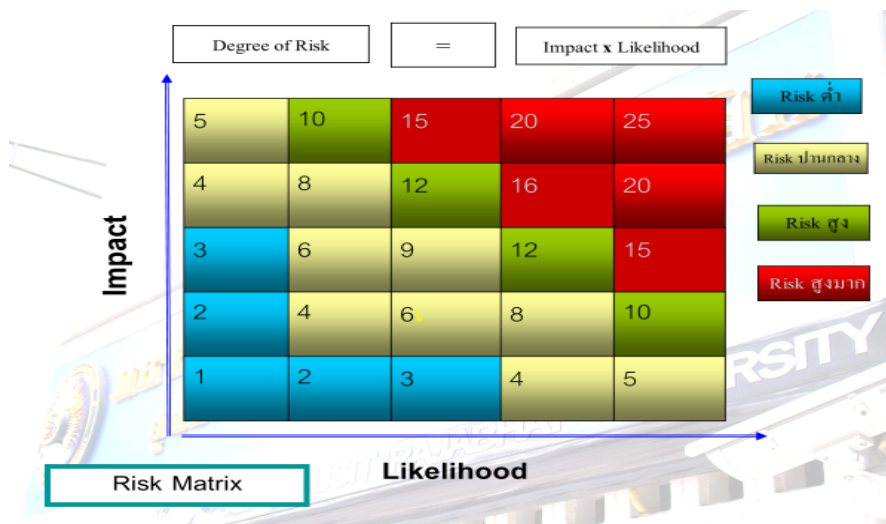 Degree of Risk = Impact x Likelihood
Risk ต่ำ
Risk ปานกลาง
Risk สูง
Risk สูงมาก
Impact
5 10 15 20 25
4 8 12 16 20
3 6 9 12 15
2 4 6 8 10
1 2 3 4 5
Likelihood
Risk Matrix
RSITY